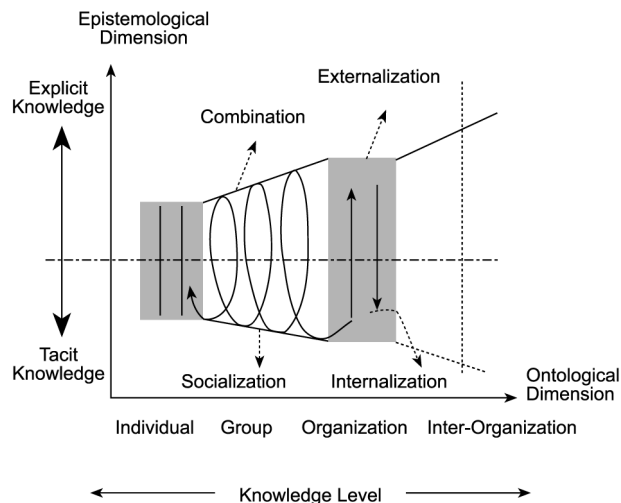 Epistemological
Dimension
Explicit
Knowledge
Externalization
Combination
Tacit
Knowledge
Socialization
Internalization
Ontological
Dimension
Individual
Group
Organization
Inter-Organization
Knowledge Level